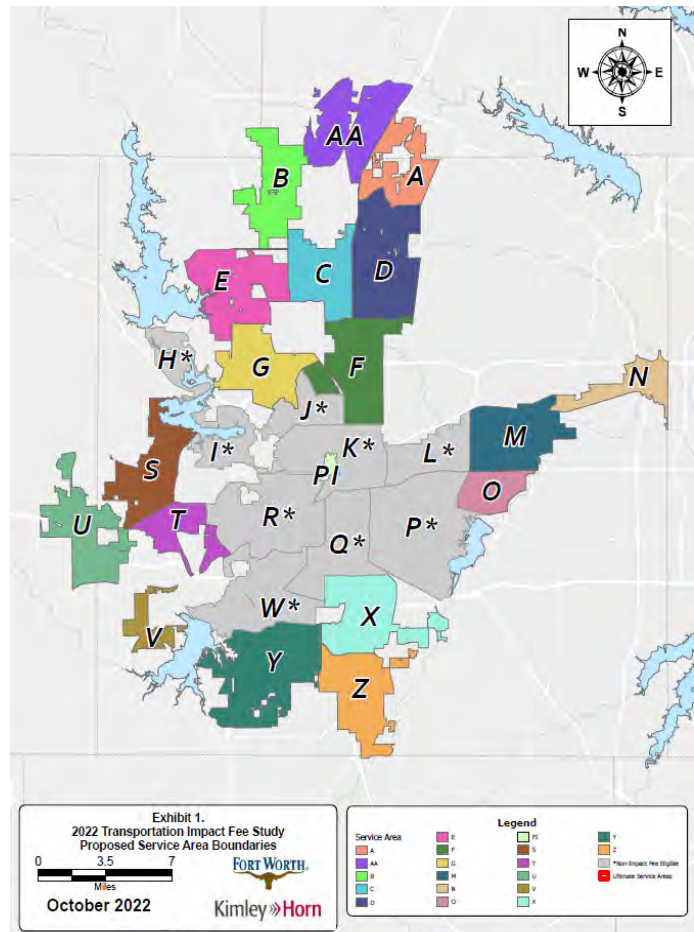 N
W E
S
AA
A
B
E
C
D
H*
G
F
N
J*
I*
K*
L*
M
S
PI
O
U
T
R*
Q*
P*
V
W*
X
Y
Z
Exhibit 1.
2022 Transportation Impact Fee Study
Proposed Service Area Boundaries
0 3.5 7
Miles
October 2022
FORT WORTH®
Kimley»Horn
Legend
Service Area
A
AA
B
C
D
E
F
G
M
N
O
PI
S
T
U
V
X
Y
Z
*Non-Impact Fee Eligible
Ultimate Service Areas